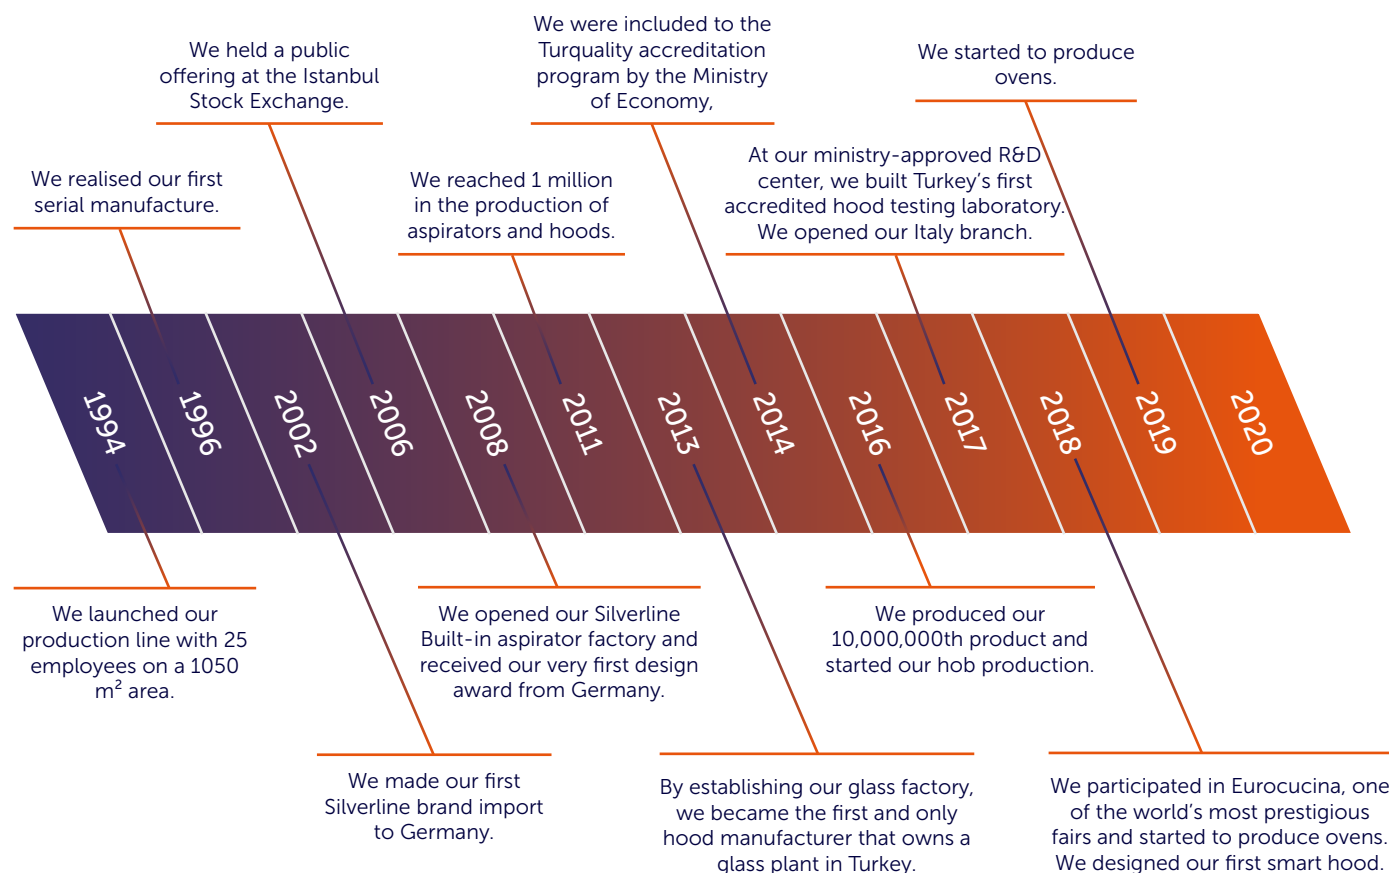 We held a public
offering at the Istanbul
Stock Exchange.
We were included to the
Turquality accreditation
program by the Ministry
of Economy,
We started to produce
ovens.
We realised our first
serial manufacture.
We reached 1 million
in the production of
aspirators and hoods.
At our ministry-approved R&D
center, we built Turkey's first
accredited hood testing laboratory.
We opened our Italy branch.
1994
1996
2002
2006
2008
2011
2013
2014
2016
2017
2018
2019
2020
We launched our
production line with 25
employees on a 1050
m² area.
We opened our Silverline
Built-in aspirator factory and
received our very first design
award from Germany.
We produced our
10,000,000th product and
started our hob production.
We made our first
Silverline brand import
to Germany.
By establishing our glass factory,
we became the first and only
hood manufacturer that owns a
glass plant in Turkey.
We participated in Eurocucina, one
of the world's most prestigious
fairs and started to produce ovens.
We designed our first smart hood.